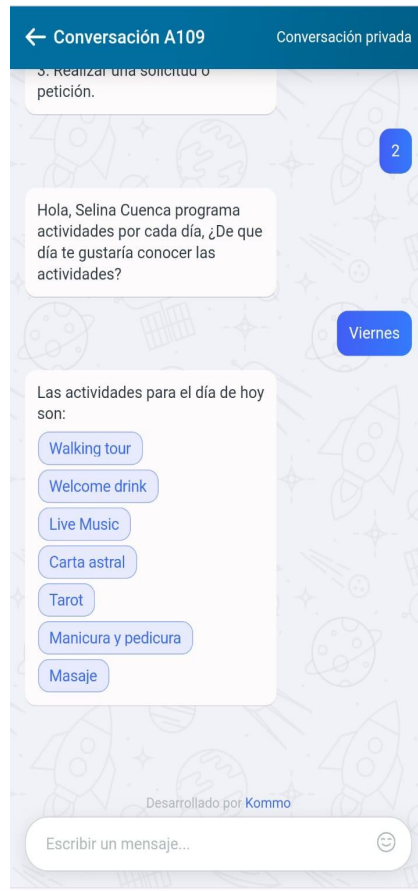 Conversación A109
Conversación privada
3. Realizar una solicitud o
petición.
2
Hola, Selina Cuenca programa
actividades por cada día, ¿De que
día te gustaría conocer las
actividades?
Viernes
Las actividades para el día de hoy
son:
Walking tour
Welcome drink
Live Music
Carta astral
Tarot
Manicura y pedicura
Masaje
Desarrollado por Kommo
Escribir un mensaje...